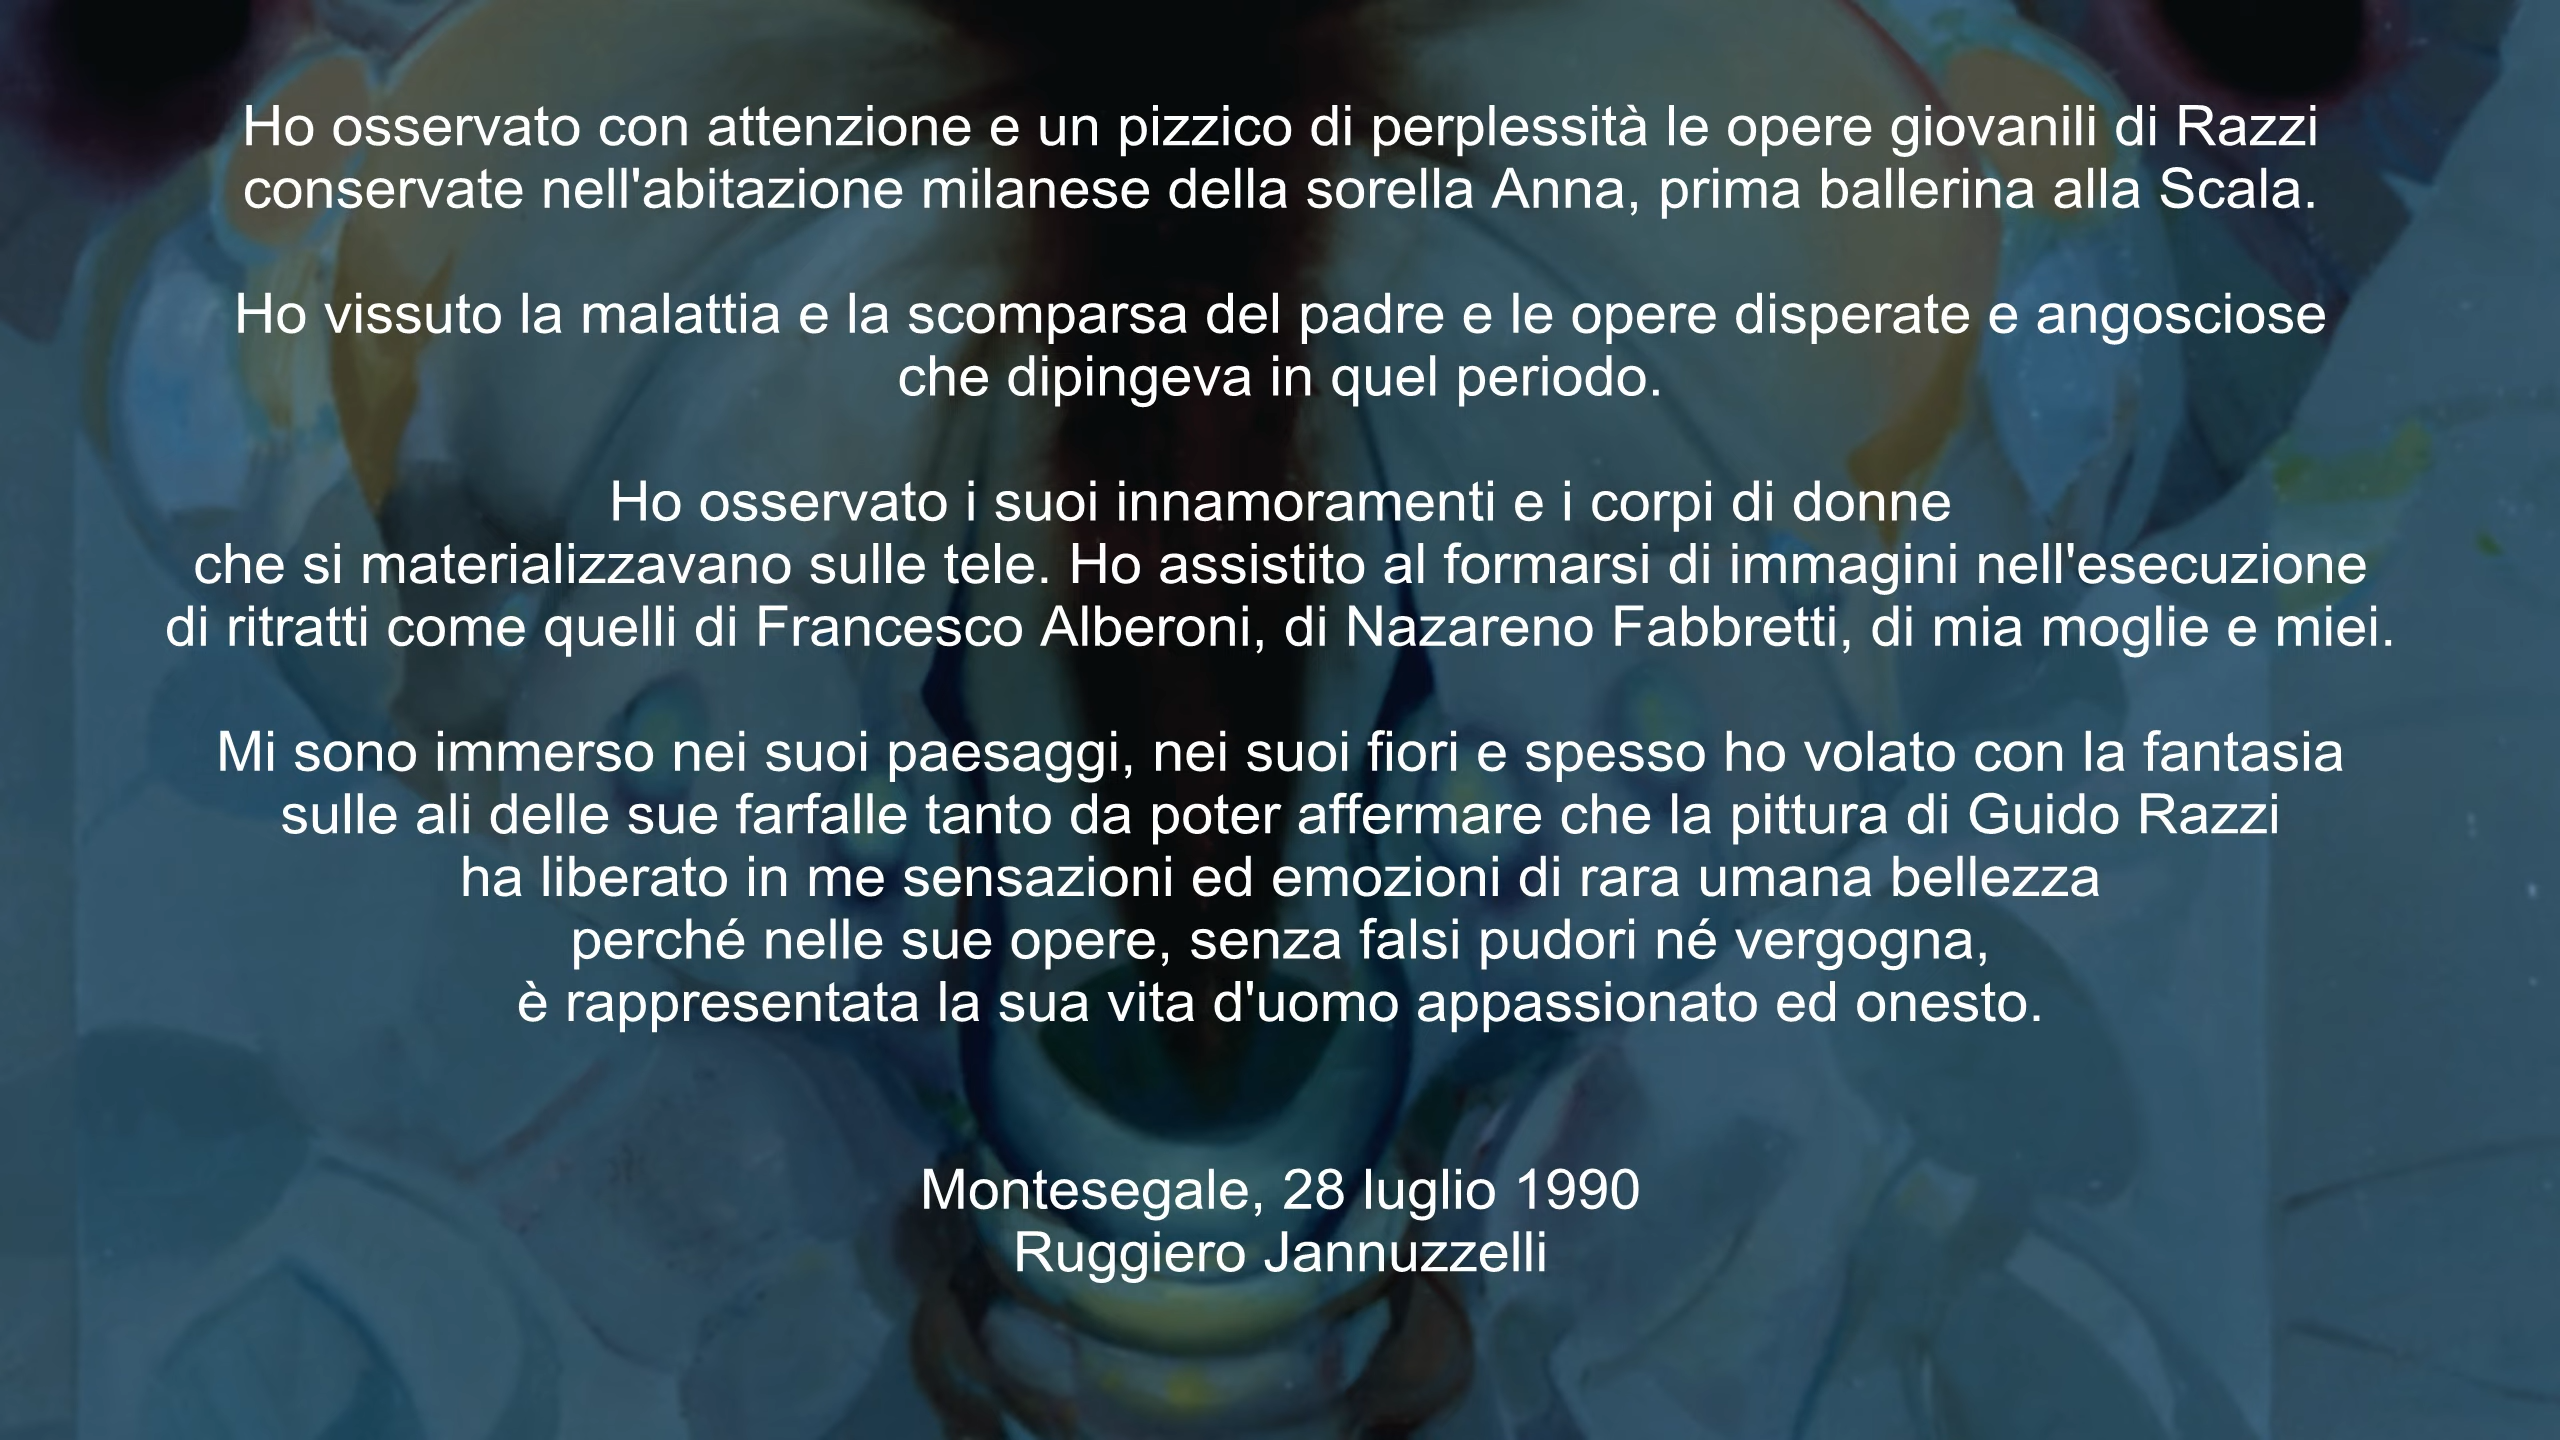 Ho osservato con attenzione e un pizzico di perplessità le opere giovanili di Razzi
conservate nell'abitazione milanese della sorella Anna, prima ballerina alla Scala.
Ho vissuto la malattia e la scomparsa del padre e le opere disperate e angosciose
che dipingeva in quel periodo.
Ho osservato i suoi innamoramenti e i corpi di donne
che si materializzavano sulle tele. Ho assistito al formarsi di immagini nell'esecuzione
di ritratti come quelli di Francesco Alberoni, di Nazareno Fabbretti, di mia moglie e miei.
Mi sono immerso nei suoi paesaggi, nei suoi fiori e spesso ho volato con la fantasia
sulle ali delle sue farfalle tanto da poter affermare che la pittura di Guido Razzi
ha liberato in me sensazioni ed emozioni di rara umana bellezza
perché nelle sue opere, senza falsi pudori né vergogna,
è rappresentata la sua vita d'uomo appassionato ed onesto.
Montesegale, 28 luglio 1990
Ruggiero Jannuzzelli